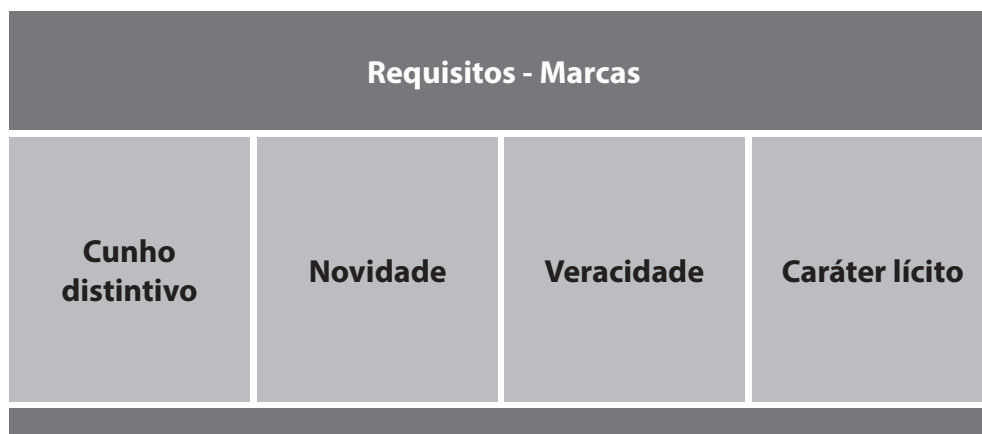 Requisitos - Marcas
Cunho
distintivo
Novidade
Veracidade
Caráter lícito